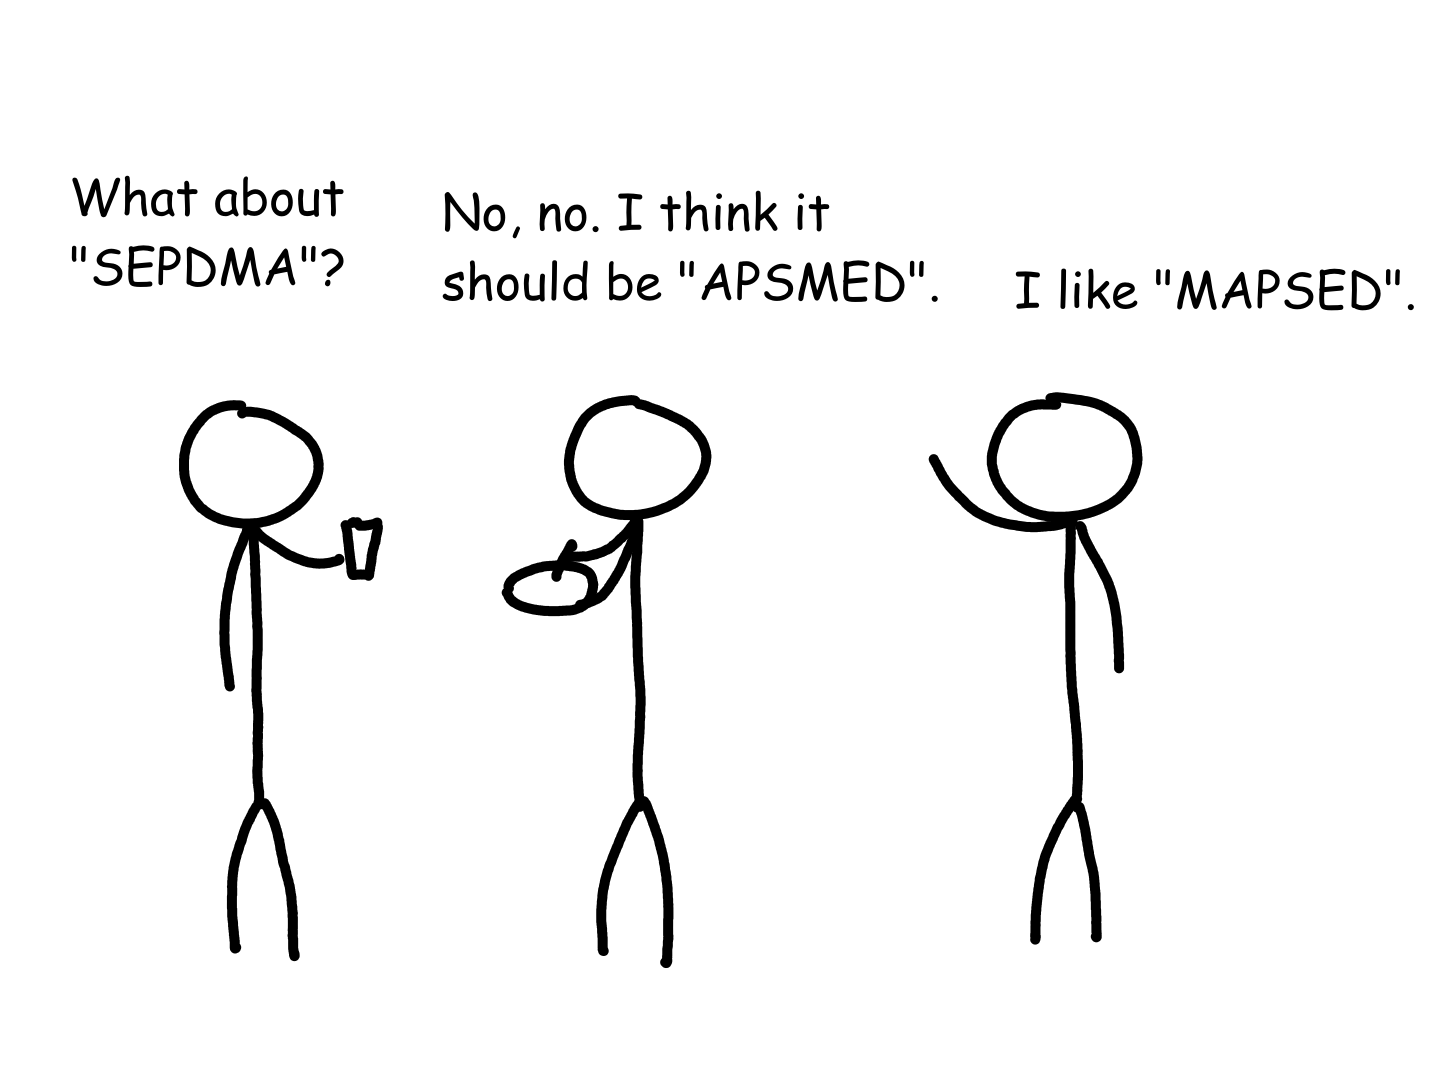 What about
"SEPDMA"?
No, no. I think it
should be "APSMED".
I like "MAPSED".